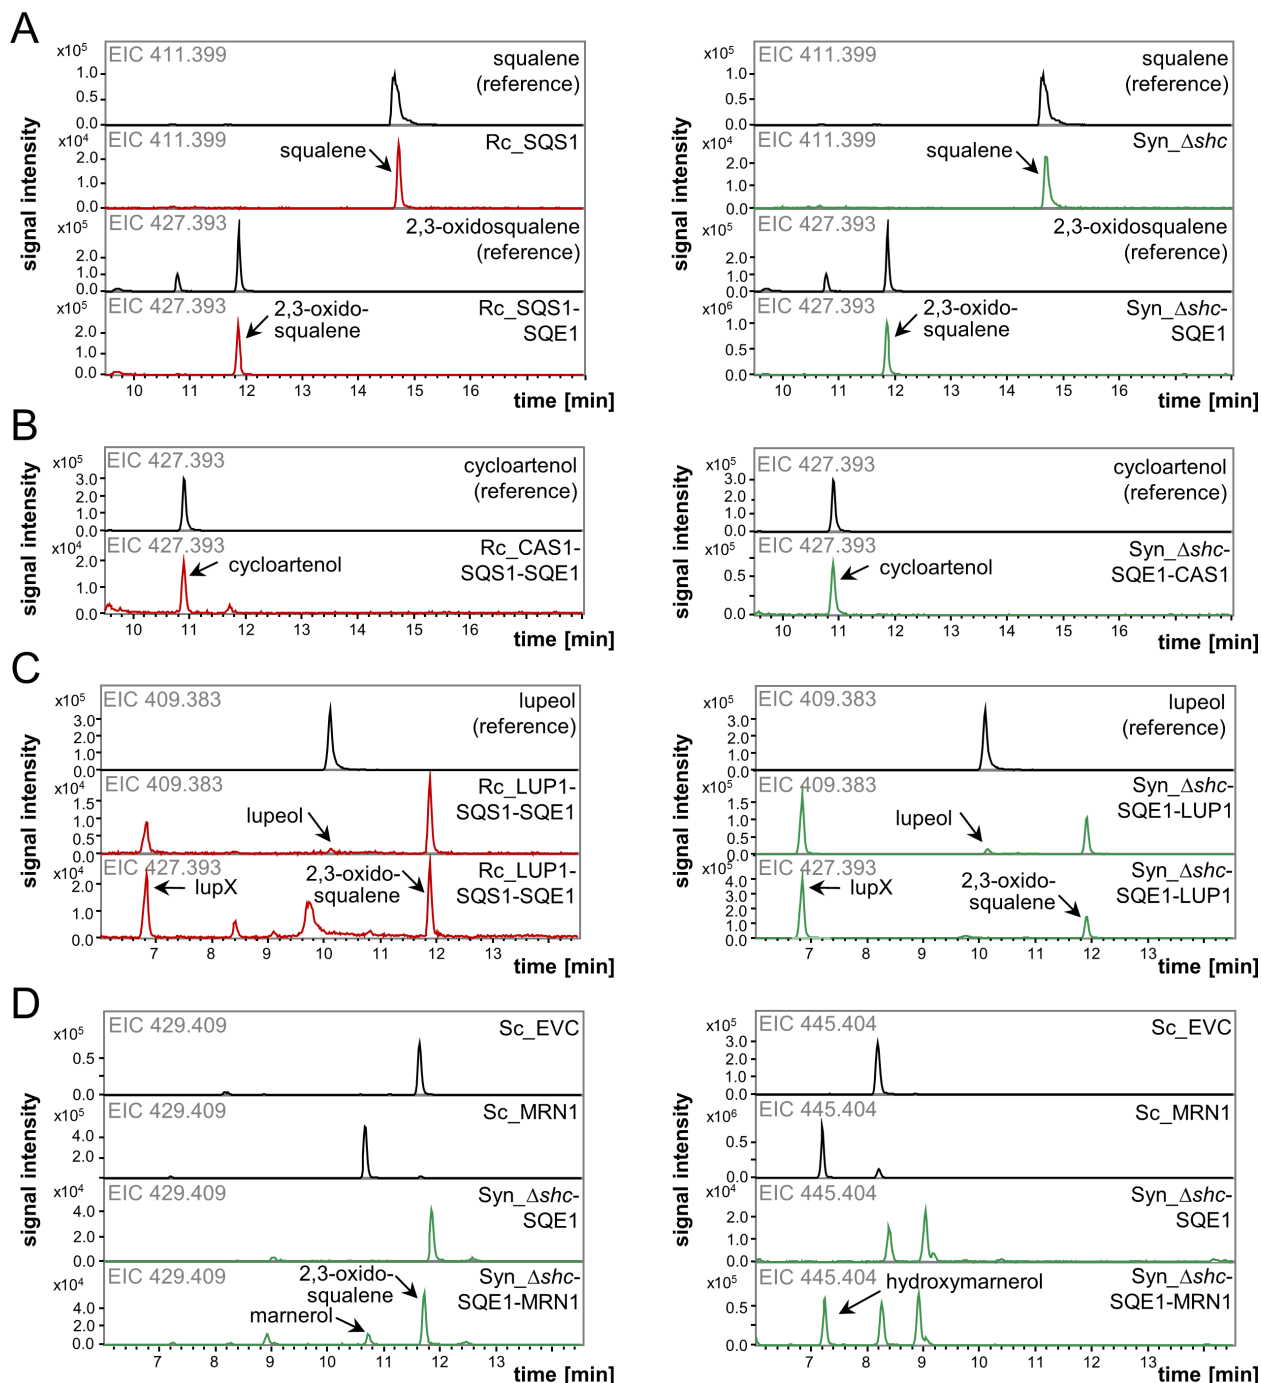 A
signal intensity
x10⁵
EIC 411.399
squalene
(reference)
1.0
0.5
0.0
x10⁴
EIC 411.399
Rc_SQS1
squalene
2.0
1.0
0.0
x10⁵
EIC 427.393
2,3-oxidosqualene
(reference)
2.0
1.0
0.0
x10⁵
EIC 427.393
2,3-oxido-
squalene
Rc_SQS1-
SQE1
2.0
1.0
0.0
10 11 12 13 14 15 16
time [min]
signal intensity
x10⁵
EIC 411.399
squalene
(reference)
1.0
0.5
0.0
x10⁴
EIC 411.399
Syn_Δshc
squalene
2.0
1.0
0.0
x10⁵
EIC 427.393
2,3-oxidosqualene
(reference)
2.0
1.0
0.0
x10⁶
EIC 427.393
2,3-oxido-
squalene
Syn_Δshc-
SQE1
1.0
0.5
0.0
10 11 12 13 14 15 16
time [min]
B
signal intensity
x10⁵
EIC 427.393
cycloartenol
(reference)
3.0
2.0
1.0
0.0
x10⁴
EIC 427.393
cycloartenol
Rc_CAS1-
SQS1-SQE1
2.0
1.0
0.0
10 11 12 13 14 15 16
time [min]
signal intensity
x10⁵
EIC 427.393
cycloartenol
(reference)
3.0
2.0
1.0
0.0
x10⁵
EIC 427.393
cycloartenol
Syn_Δshc-
SQE1-CAS1
0.5
0.0
10 11 12 13 14 15 16
time [min]
C
signal intensity
x10⁵
EIC 409.383
lupeol
(reference)
3.0
2.0
1.0
0.0
x10⁴
EIC 409.383
lupeol
Rc_LUP1-
SQS1-SQE1
1.5
1.0
0.5
0.0
x10⁴
EIC 427.393
lupX
2,3-oxido-
squalene
Rc_LUP1-
SQS1-SQE1
2.0
1.0
0.0
7 8 9 10 11 12 13
time [min]
signal intensity
x10⁵
EIC 409.383
lupeol
(reference)
3.0
2.0
1.0
0.0
x10⁵
EIC 409.383
lupeol
Syn_Δshc-
SQE1-LUP1
1.5
1.0
0.5
0.0
x10⁵
EIC 427.393
lupX
2,3-oxido-
squalene
Syn_Δshc-
SQE1-LUP1
4.0
3.0
2.0
1.0
0.0
7 8 9 10 11 12 13
time [min]
D
signal intensity
x10⁵
EIC 429.409
Sc_EVC
0.5
0.0
x10⁵
EIC 429.409
Sc_MRN1
4.0
2.0
x10⁴
EIC 429.409
Syn_Δshc-
SQE1
4.0
2.0
0.0
x10⁴
EIC 429.409
2,3-oxido-
squalene
marnerol
Syn_Δshc-
SQE1-MRN1
4.0
2.0
0.0
7 8 9 10 11 12 13
time [min]
signal intensity
x10⁵
EIC 445.404
Sc_EVC
3.0
2.0
1.0
0.0
x10⁶
EIC 445.404
Sc_MRN1
0.5
0.0
x10⁴
EIC 445.404
Syn_Δshc-
SQE1
2.0
1.0
0.0
x10⁵
EIC 445.404
hydroxymarnerol
Syn_Δshc-
SQE1-MRN1
0.5
0.0
7 8 9 10 11 12 13
time [min]